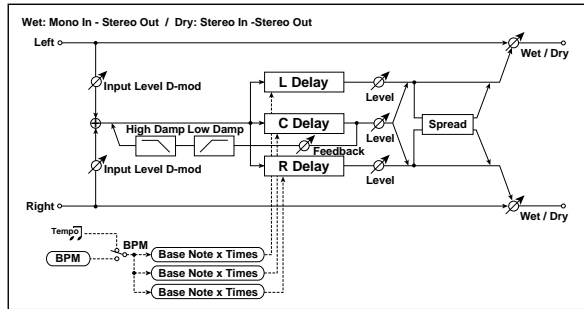 Wet: Mono In - Stereo Out / Dry: Stereo In -Stereo Out
Left
Wet / Dry
Input Level D-mod
L Delay
Level
High Damp Low Damp
C Delay
Level
Spread
Feedback
Input Level D-mod
R Delay
Level
Right
Wet / Dry
Tempo
BPM
BPM
Base Note x Times
Base Note x Times
Base Note x Times